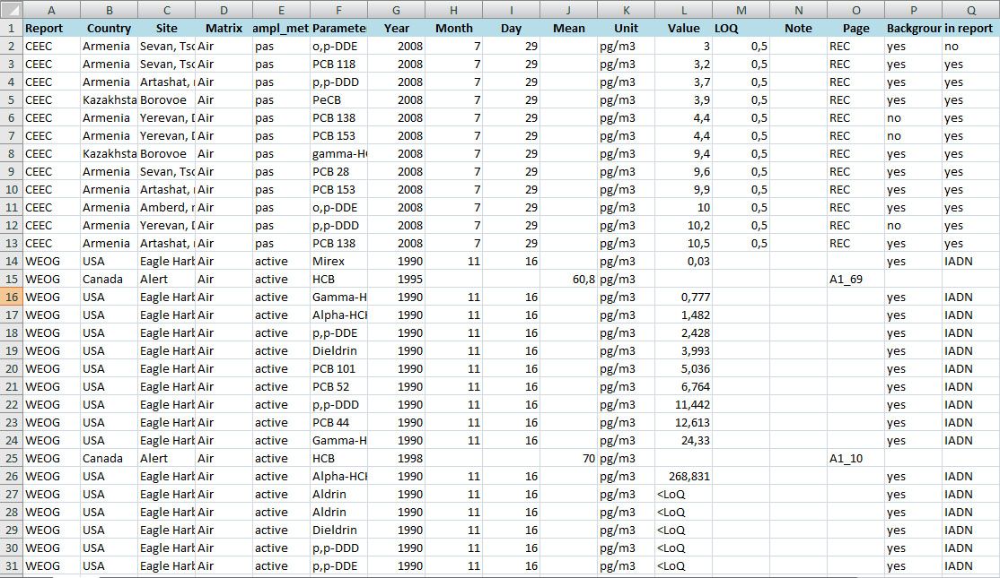 A B C D E F G H I J K L M N O P Q
1 Report Country Site Matrix ampl_met Paramete Year Month Day Mean Unit Value LOQ Note Page Backgroun in report
2 CEEC Armenia Sevan, Tso Air pas o,p-DDE 2008 7 29 pg/m3 3 0,5 REC yes no
3 CEEC Armenia Sevan, Tso Air pas PCB 118 2008 7 29 pg/m3 3,2 0,5 REC yes yes
4 CEEC Armenia Artashat, Air pas p,p-DDD 2008 7 29 pg/m3 3,7 0,5 REC yes yes
5 CEEC Kazakhsta Borovoe Air pas PeCB 2008 7 29 pg/m3 3,9 0,5 REC yes yes
6 CEEC Armenia Yerevan, Air pas PCB 138 2008 7 29 pg/m3 4,4 0,5 REC no yes
7 CEEC Armenia Yerevan, Air pas PCB 153 2008 7 29 pg/m3 4,4 0,5 REC no yes
8 CEEC Kazakhsta Borovoe Air pas gamma-H 2008 7 29 pg/m3 9,4 0,5 REC yes yes
9 CEEC Armenia Sevan, Tso Air pas PCB 28 2008 7 29 pg/m3 9,6 0,5 REC yes yes
10 CEEC Armenia Artashat, Air pas PCB 153 2008 7 29 pg/m3 9,9 0,5 REC yes yes
11 CEEC Armenia Amberd, Air pas o,p-DDE 2008 7 29 pg/m3 10 0,5 REC yes yes
12 CEEC Armenia Yerevan, Air pas p,p-DDD 2008 7 29 pg/m3 10,2 0,5 REC no yes
13 CEEC Armenia Artashat, Air pas PCB 138 2008 7 29 pg/m3 10,5 0,5 REC yes yes
14 WEOG USA Eagle Harb Air active Mirex 1990 11 16 pg/m3 0,03 yes IADN
15 WEOG Canada Alert Air active HCB 1995 60,8 pg/m3 A1_69
16 WEOG USA Eagle Harb Air active Gamma-H 1990 11 16 pg/m3 0,777 yes IADN
17 WEOG USA Eagle Harb Air active Alpha-HCH 1990 11 16 pg/m3 1,482 yes IADN
18 WEOG USA Eagle Harb Air active p,p-DDE 1990 11 16 pg/m3 2,428 yes IADN
19 WEOG USA Eagle Harb Air active Dieldrin 1990 11 16 pg/m3 3,993 yes IADN
20 WEOG USA Eagle Harb Air active PCB 101 1990 11 16 pg/m3 5,036 yes IADN
21 WEOG USA Eagle Harb Air active PCB 52 1990 11 16 pg/m3 6,764 yes IADN
22 WEOG USA Eagle Harb Air active p,p-DDD 1990 11 16 pg/m3 11,442 yes IADN
23 WEOG USA Eagle Harb Air active PCB 44 1990 11 16 pg/m3 12,613 yes IADN
24 WEOG USA Eagle Harb Air active Gamma-H 1990 11 16 pg/m3 24,33 yes IADN
25 WEOG Canada Alert Air active HCB 1998 70 pg/m3 A1_10
26 WEOG USA Eagle Harb Air active Alpha-HCH 1990 11 16 pg/m3 268,831 yes IADN
27 WEOG USA Eagle Harb Air active Aldrin 1990 11 16 pg/m3 <LoQ yes IADN
28 WEOG USA Eagle Harb Air active Aldrin 1990 11 16 pg/m3 <LoQ yes IADN
29 WEOG USA Eagle Harb Air active Dieldrin 1990 11 16 pg/m3 <LoQ yes IADN
30 WEOG USA Eagle Harb Air active p,p-DDD 1990 11 16 pg/m3 <LoQ yes IADN
31 WEOG USA Eagle Harb Air active p,p-DDE 1990 11 16 pg/m3 <LoQ yes IADN